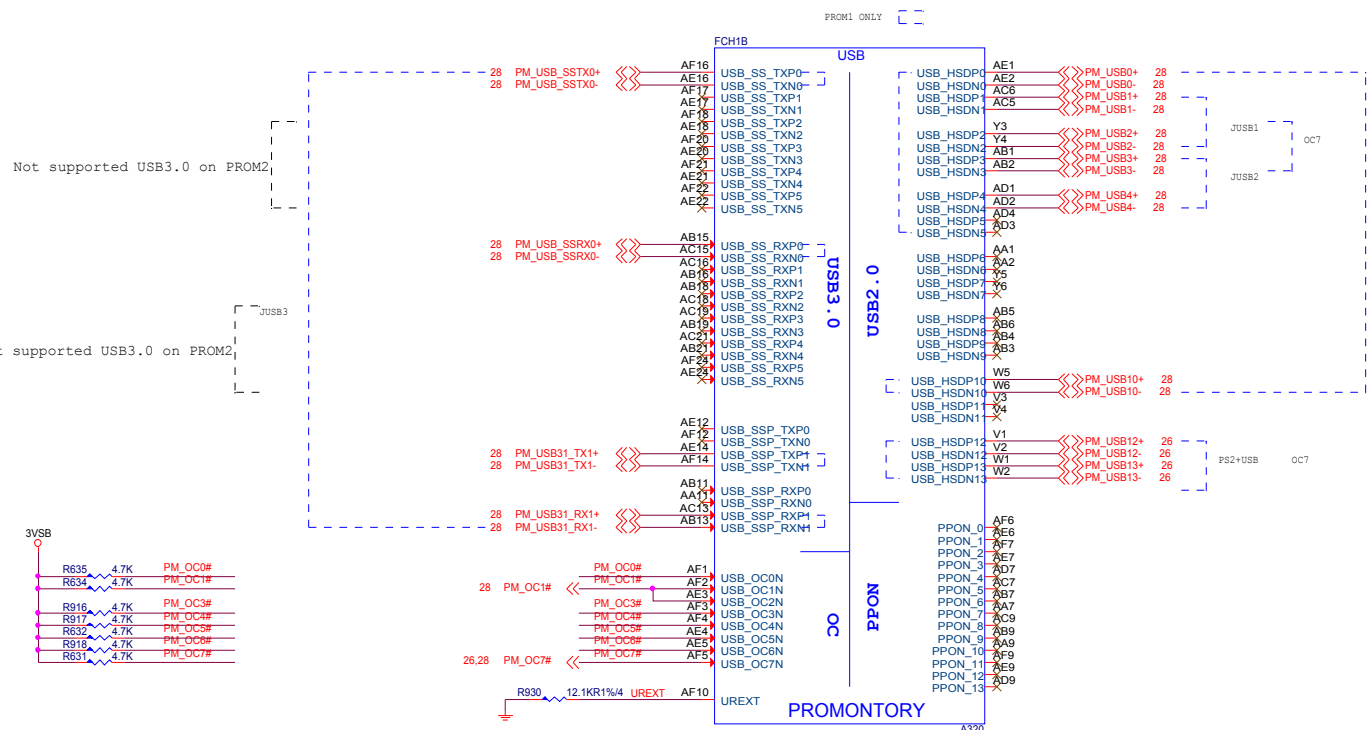 PROM1 ONLY
FCH1B
USB
28 PM_USB_SSTX0+ AF16 USB_SS_TXP0
28 PM_USB_SSTX0- AE16 USB_SS_TXN0
AF17 USB_SS_TXP1
AE17 USB_SS_TXN1
AF18 USB_SS_TXP2
AE18 USB_SS_TXN2
AF20 USB_SS_TXP3
AE20 USB_SS_TXN3
AF21 USB_SS_TXP4
AE21 USB_SS_TXN4
AF22 USB_SS_TXP5
AE22 USB_SS_TXN5
Not supported USB3.0 on PROM2
28 PM_USB_SSRX0+ AB15 USB_SS_RXP0
28 PM_USB_SSRX0- AC15 USB_SS_RXN0
AC16 USB_SS_RXP1
AB16 USB_SS_RXN1
AB18 USB_SS_RXP2
AC18 USB_SS_RXN2
AC19 USB_SS_RXP3
AB19 USB_SS_RXN3
AC21 USB_SS_RXP4
AB21 USB_SS_RXN4
AF24 USB_SS_RXP5
AE24 USB_SS_RXN5
JUSB3
supported USB3.0 on PROM2
AE12 USB_SSP_TXP0
AF12 USB_SSP_TXN0
28 PM_USB31_TX1+ AE14 USB_SSP_TXP1
28 PM_USB31_TX1- AF14 USB_SSP_TXN1
AB11 USB_SSP_RXP0
AA11 USB_SSP_RXN0
28 PM_USB31_RX1+ AC13 USB_SSP_RXP1
28 PM_USB31_RX1- AB13 USB_SSP_RXN1
USB3.0
USB2.0
USB_HSDP0 AE1 PM_USB0+ 28
USB_HSDN0 AE2 PM_USB0- 28
USB_HSDP1 AC6 PM_USB1+ 28
USB_HSDN1 AC5 PM_USB1- 28
USB_HSDP2 Y3 PM_USB2+ 28
USB_HSDN2 Y4 PM_USB2- 28
USB_HSDP3 AB1 PM_USB3+ 28
USB_HSDN3 AB2 PM_USB3- 28
USB_HSDP4 AD1 PM_USB4+ 28
USB_HSDN4 AD2 PM_USB4- 28
USB_HSDP5 AD4
USB_HSDN5 AD3
JUSB1
OC7
JUSB2
USB_HSDP6 AA1
USB_HSDN6 AA2
USB_HSDP7 Y5
USB_HSDN7 Y6
USB_HSDP8 AB5
USB_HSDN8 AB6
USB_HSDP9 AB4
USB_HSDN9 AB3
USB_HSDP10 W5 PM_USB10+ 28
USB_HSDN10 W6 PM_USB10- 28
USB_HSDP11 V3
USB_HSDN11 V4
USB_HSDP12 V1 PM_USB12+ 26
USB_HSDN12 V2 PM_USB12- 26
USB_HSDP13 W1 PM_USB13+ 26
USB_HSDN13 W2 PM_USB13- 26
PS2+USB OC7
3VSB
R635 4.7K PM_OC0#
R634 4.7K PM_OC1#
R916 4.7K PM_OC3#
R917 4.7K PM_OC4#
R632 4.7K PM_OC5#
R918 4.7K PM_OC6#
R631 4.7K PM_OC7#
PM_OC0# AF1 USB_OC0N
28 PM_OC1# PM_OC1# AF2 USB_OC1N
AE3 USB_OC2N
PM_OC3# AF3 USB_OC3N
PM_OC4# AF4 USB_OC4N
PM_OC5# AE4 USB_OC5N
PM_OC6# AE5 USB_OC6N
26,28 PM_OC7# PM_OC7# AF5 USB_OC7N
OC
PPON
PPON_0 AF6
PPON_1 AE6
PPON_2 AF7
PPON_3 AE7
PPON_4 AD7
PPON_5 AC7
PPON_6 AB7
PPON_7 AA7
PPON_8 AC9
PPON_9 AB9
PPON_10 AA9
PPON_11 AF9
PPON_12 AE9
PPON_13 AD9
R930 12.1KR1%/4 UREXT AF10 UREXT
PROMONTORY
A320